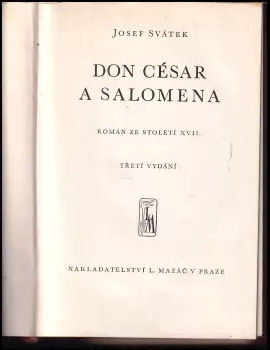 JOSEF SVÁTEK
DON CÉSAR
A SALOMENA
ROMÁN ZE STOLETÍ XVII.
TŘETÍ VYDÁNÍ
NAKLADATELSTVÍ L. MAZÁČ V PRAZE